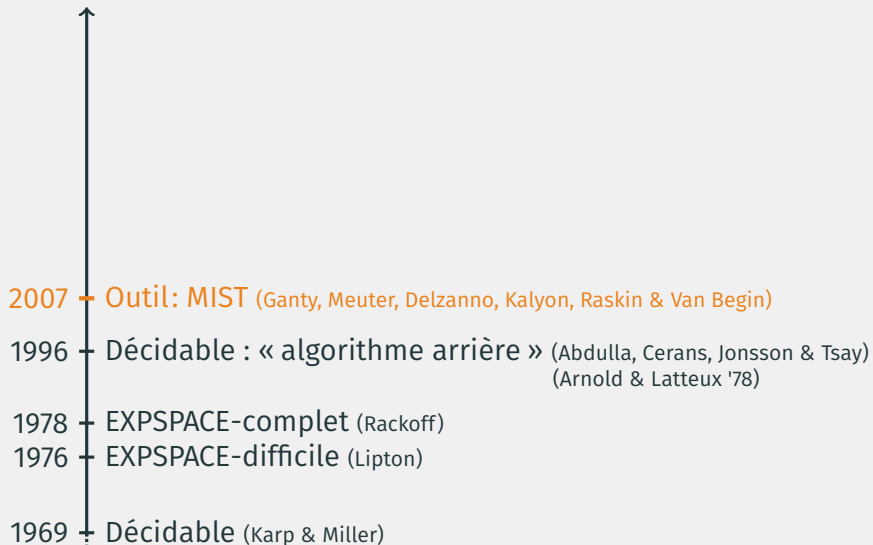 2007 Outil: MIST (Ganty, Meuter, Delzanno, Kalyon, Raskin & Van Begin)
1996 Décidable : « algorithme arrière » (Abdulla, Cerans, Jonsson & Tsay)
(Arnold & Latteux '78)
1978 EXPSPACE-complet (Rackoff)
1976 EXPSPACE-difficile (Lipton)
1969 Décidable (Karp & Miller)